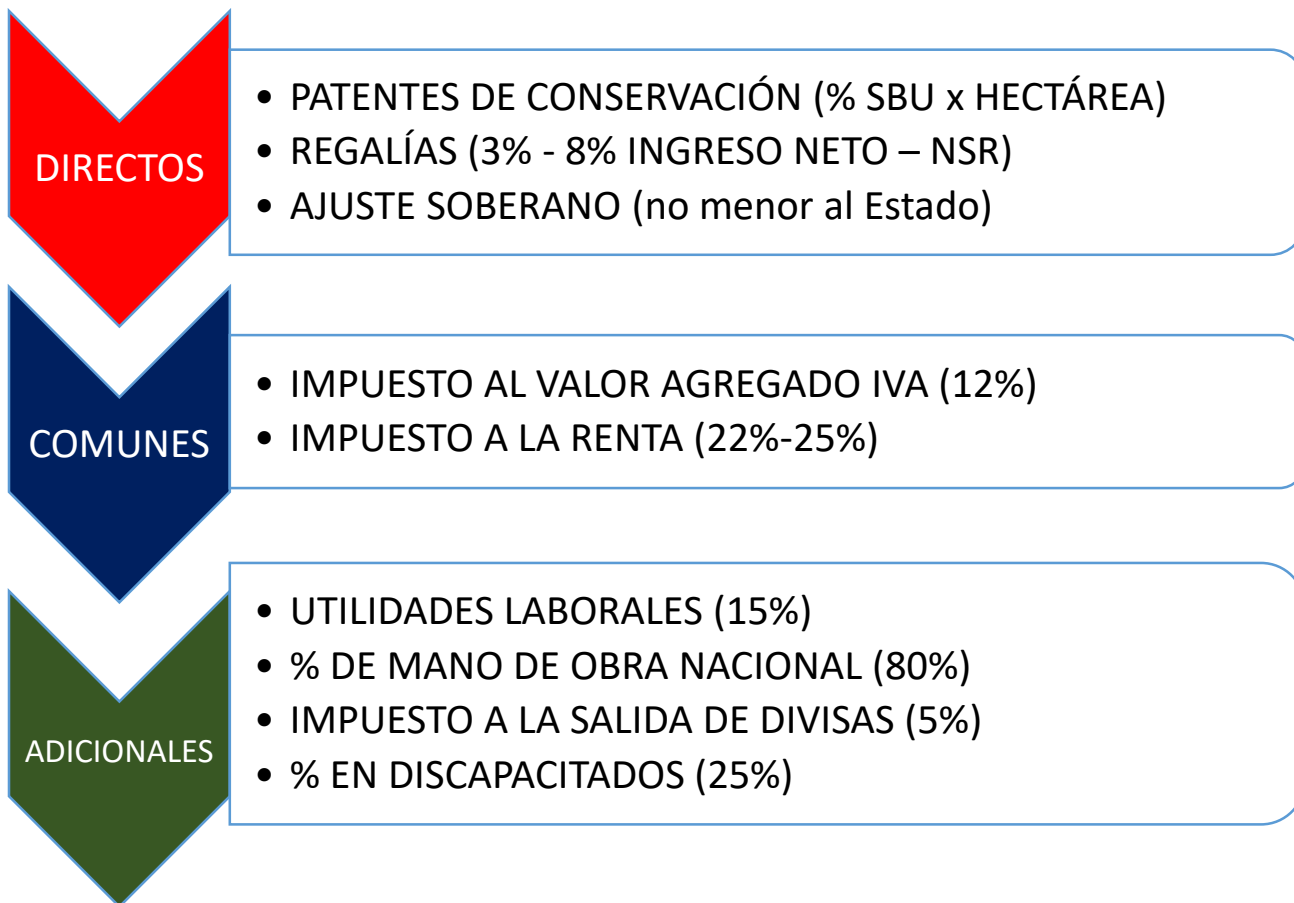 DIRECTOS
• PATENTES DE CONSERVACIÓN (% SBU x HECTÁREA)
• REGALÍAS (3% - 8% INGRESO NETO – NSR)
• AJUSTE SOBERANO (no menor al Estado)
COMUNES
• IMPUESTO AL VALOR AGREGADO IVA (12%)
• IMPUESTO A LA RENTA (22%-25%)
ADICIONALES
• UTILIDADES LABORALES (15%)
• % DE MANO DE OBRA NACIONAL (80%)
• IMPUESTO A LA SALIDA DE DIVISAS (5%)
• % EN DISCAPACITADOS (25%)